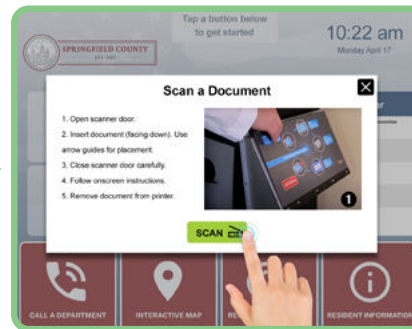 Tap a button below
to get started
10:22 am
Monday April 17
SPRINGFIELD COUNTY
Scan a Document
1. Open scanner door.
2. Insert document (facing down). Use
arrow guides for placement.
3. Close scanner door carefully.
4. Follow onscreen instructions.
5. Remove document from printer.
1
SCAN
CALL A DEPARTMENT
INTERACTIVE MAP
RESIDENT INFORMATION